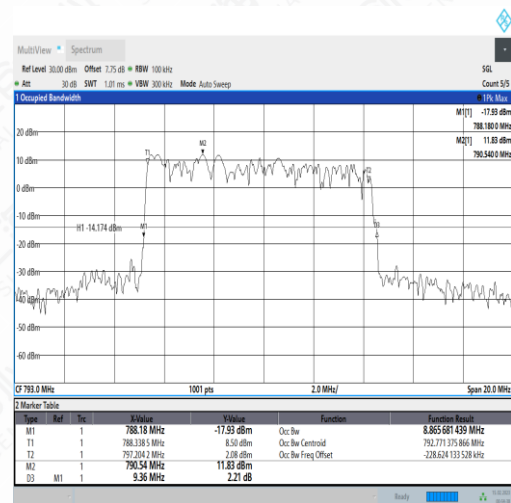 MultiView Spectrum
Ref Level 30.00 dBm Offset 7.75 dB RBW 100 kHz SGL
Att 30 dB SWT 1.01 ms VBW 300 kHz Mode Auto Sweep Count 5/5
1 Occupied Bandwidth 1Pk Max
M1[1] -17.93 dBm
788.180 0 MHz
M2[1] 11.83 dBm
790.540 0 MHz
20 dBm
10 dBm
0 dBm
-10 dBm
-20 dBm
-30 dBm
-40 dBm
-50 dBm
-60 dBm
T1
M2
T2
H1 -14.174 dBm
M1
D3
CF 793.0 MHz 1001 pts 2.0 MHz/ Span 20.0 MHz
2 Marker Table
Type Ref Trc X-Value Y-Value Function Function Result
M1 1 788.18 MHz -17.93 dBm Occ Bw 8.865 681 439 MHz
T1 1 788.338 5 MHz 8.50 dBm Occ Bw Centroid 792.771 375 866 MHz
T2 1 797.204 2 MHz 2.08 dBm Occ Bw Freq Offset -228.624 133 528 kHz
M2 1 790.54 MHz 11.83 dBm
D3 M1 1 9.36 MHz 2.21 dB
Ready